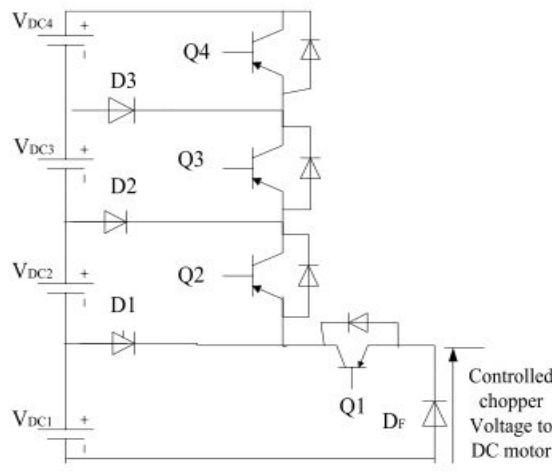 VDC4
+
Q4
D3
VDC3
+
Q3
D2
VDC2
+
Q2
D1
Q1
VDC1
+
DF
Controlled
chopper
Voltage to
DC motor